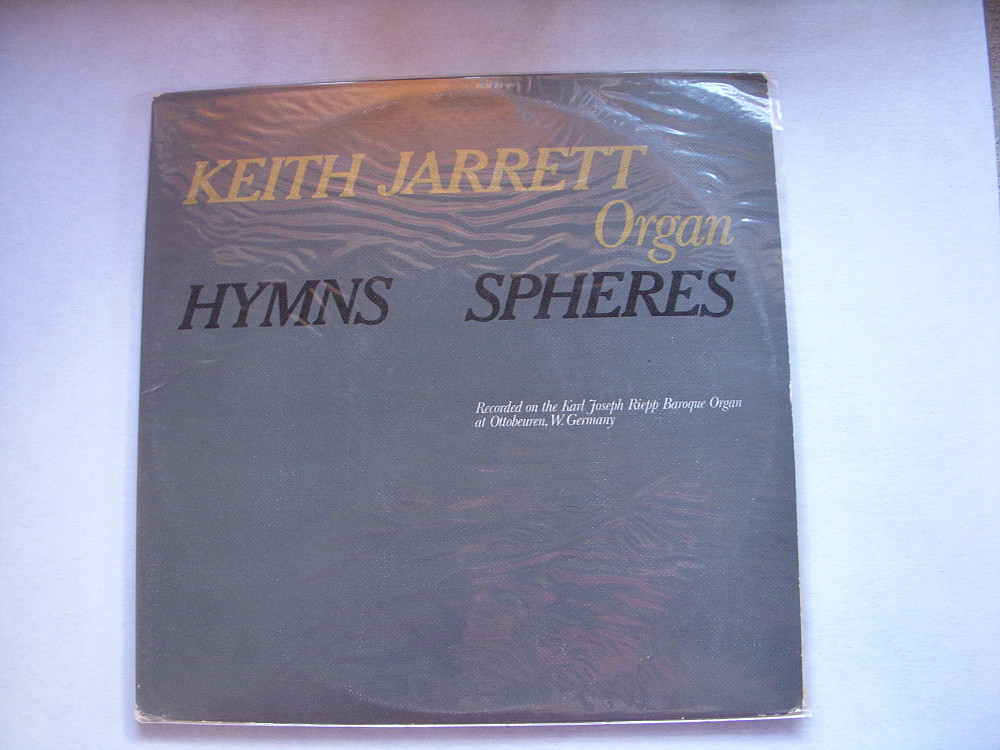 KEITH JARRETT
Organ
HYMNS SPHERES
Recorded on the Karl Joseph Riepp Baroque Organ
at Ottobeuren, W. Germany